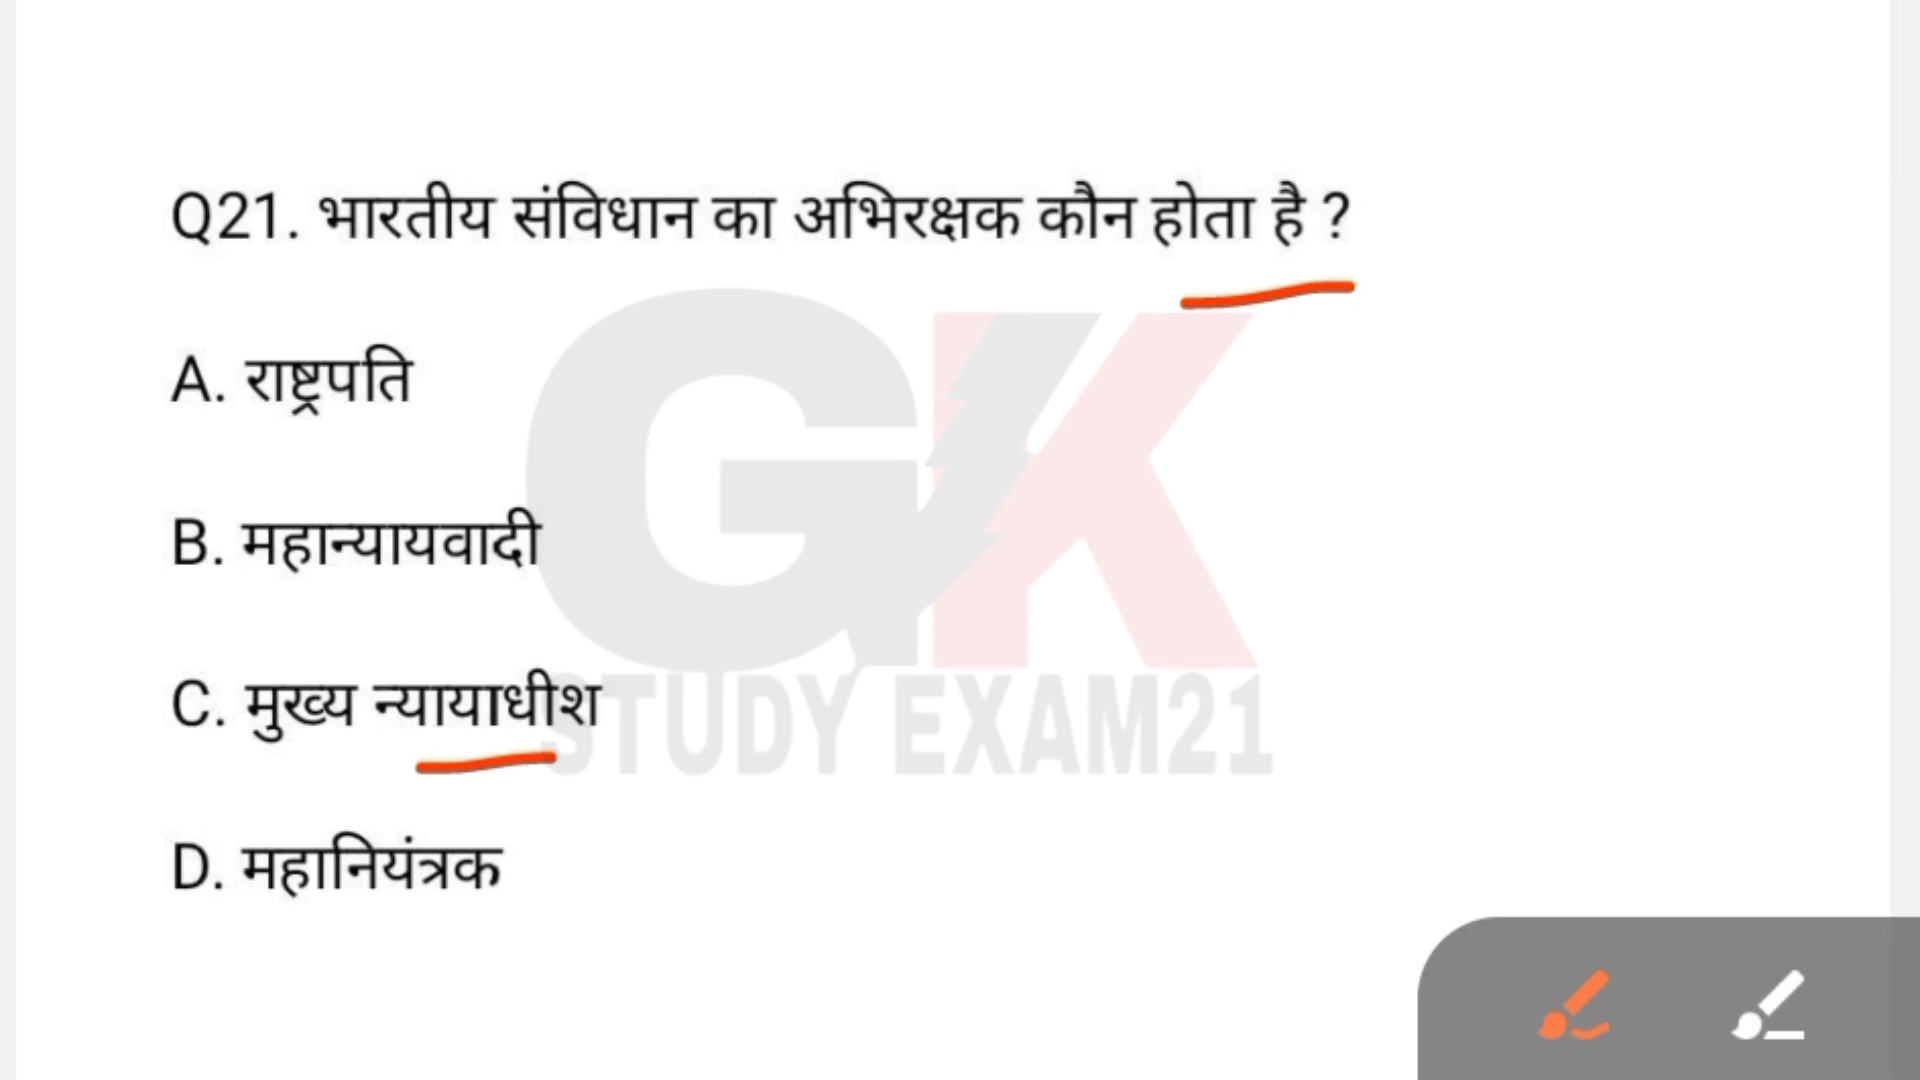 Q21. भारतीय संविधान का अभिरक्षक कौन होता है ?
A. राष्ट्रपति
B. महान्यायवादी
C. मुख्य न्यायाधीश
D. महानियंत्रक
GK
STUDY EXAM21